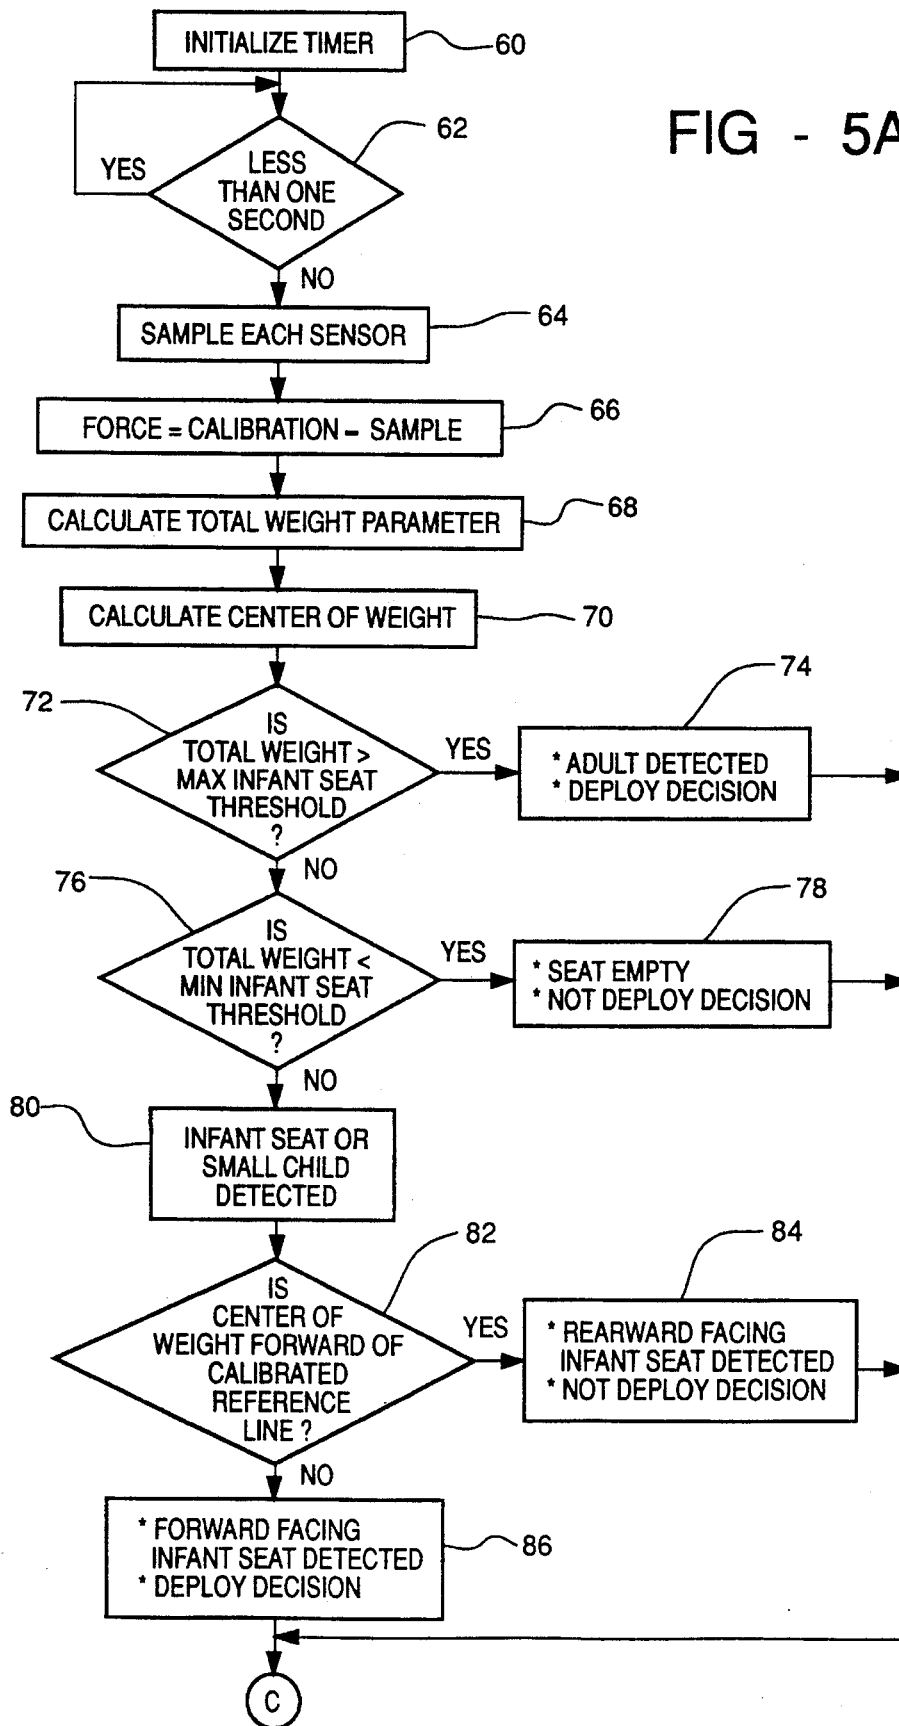 INITIALIZE TIMER
60
FIG - 5A
62
YES
LESS
THAN ONE
SECOND
NO
SAMPLE EACH SENSOR
64
FORCE = CALIBRATION - SAMPLE
66
CALCULATE TOTAL WEIGHT PARAMETER
68
CALCULATE CENTER OF WEIGHT
70
72
IS
TOTAL WEIGHT >
MAX INFANT SEAT
THRESHOLD
?
YES
74
* ADULT DETECTED
* DEPLOY DECISION
NO
76
IS
TOTAL WEIGHT <
MIN INFANT SEAT
THRESHOLD
?
YES
78
* SEAT EMPTY
* NOT DEPLOY DECISION
NO
80
INFANT SEAT OR
SMALL CHILD
DETECTED
82
IS
CENTER OF
WEIGHT FORWARD OF
CALIBRATED
REFERENCE
LINE ?
YES
84
* REARWARD FACING
INFANT SEAT DETECTED
* NOT DEPLOY DECISION
NO
* FORWARD FACING
INFANT SEAT DETECTED
* DEPLOY DECISION
86
C